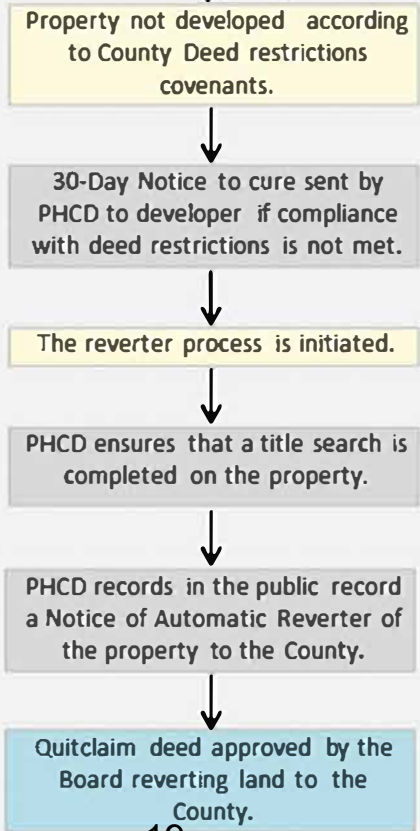 Property not developed according
to County Deed restrictions
covenants.
30-Day Notice to cure sent by
PHCD to developer if compliance
with deed restrictions is not met.
The reverter process is initiated.
PHCD ensures that a title search is
completed on the property.
PHCD records in the public record
a Notice of Automatic Reverter of
the property to the County.
Quitclaim deed approved by the
Board reverting land to the
County.